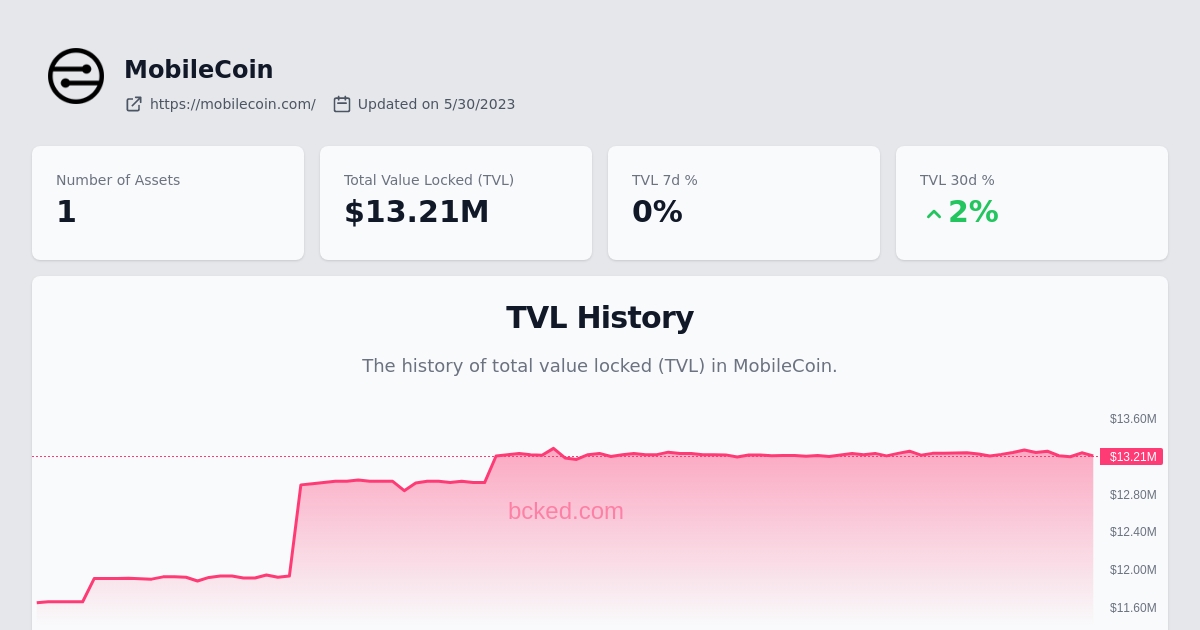 MobileCoin
https://mobilecoin.com/ Updated on 5/30/2023
Number of Assets
1
Total Value Locked (TVL)
$13.21M
TVL 7d %
0%
TVL 30d %
2%
TVL History
The history of total value locked (TVL) in MobileCoin.
$13.60M
$13.21M
$12.80M
$12.40M
$12.00M
$11.60M
bcked.com